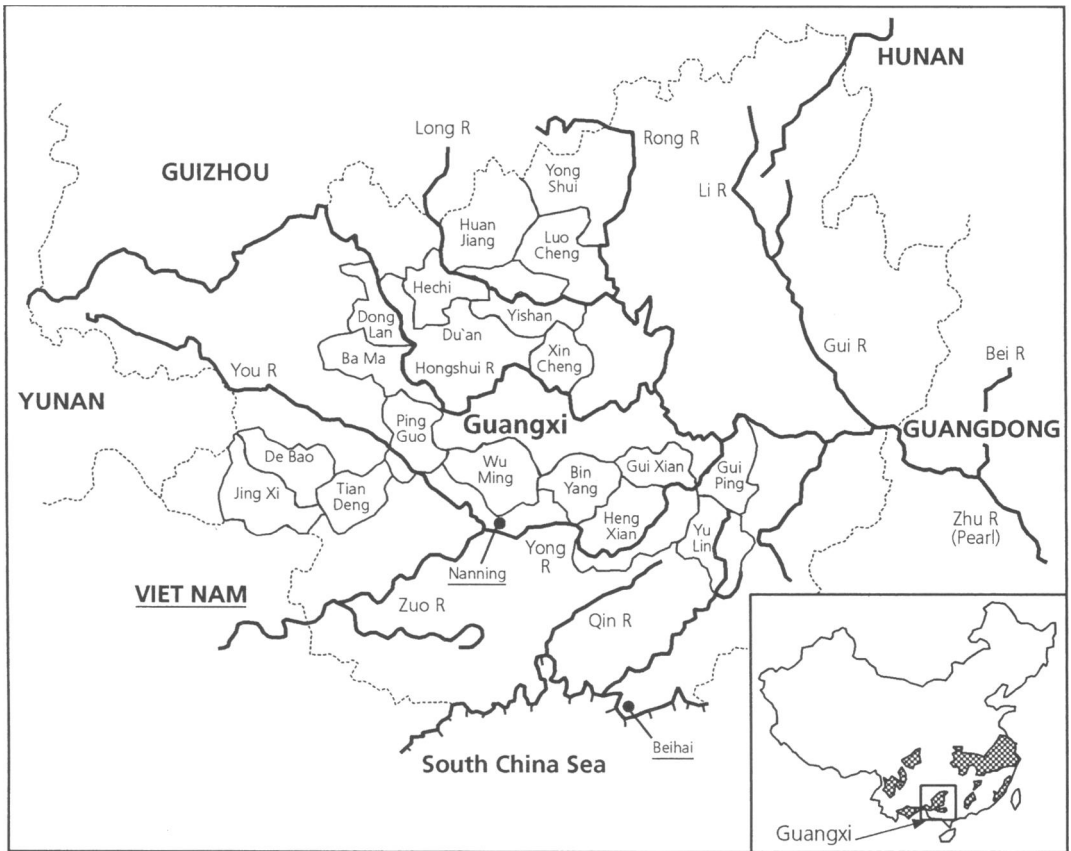 HUNAN
Long R
Rong R
GUIZHOU
Yong
Shui
Li R
Huan
Jiang
Luo
Cheng
Hechi
Dong
Lan
Yishan
Du`an
Ba Ma
Hongshui R
Xin
Cheng
Gui R
Bei R
You R
YUNAN
Ping
Guo
Guangxi
GUANGDONG
De Bao
Wu
Ming
Bin
Yang
Gui Xian
Gui
Ping
Jing Xi
Tian
Deng
Heng
Xian
Yu
Lin
Zhu R
(Pearl)
Yong
R
Nanning
VIET NAM
Zuo R
Qin R
Beihai
South China Sea
Guangxi